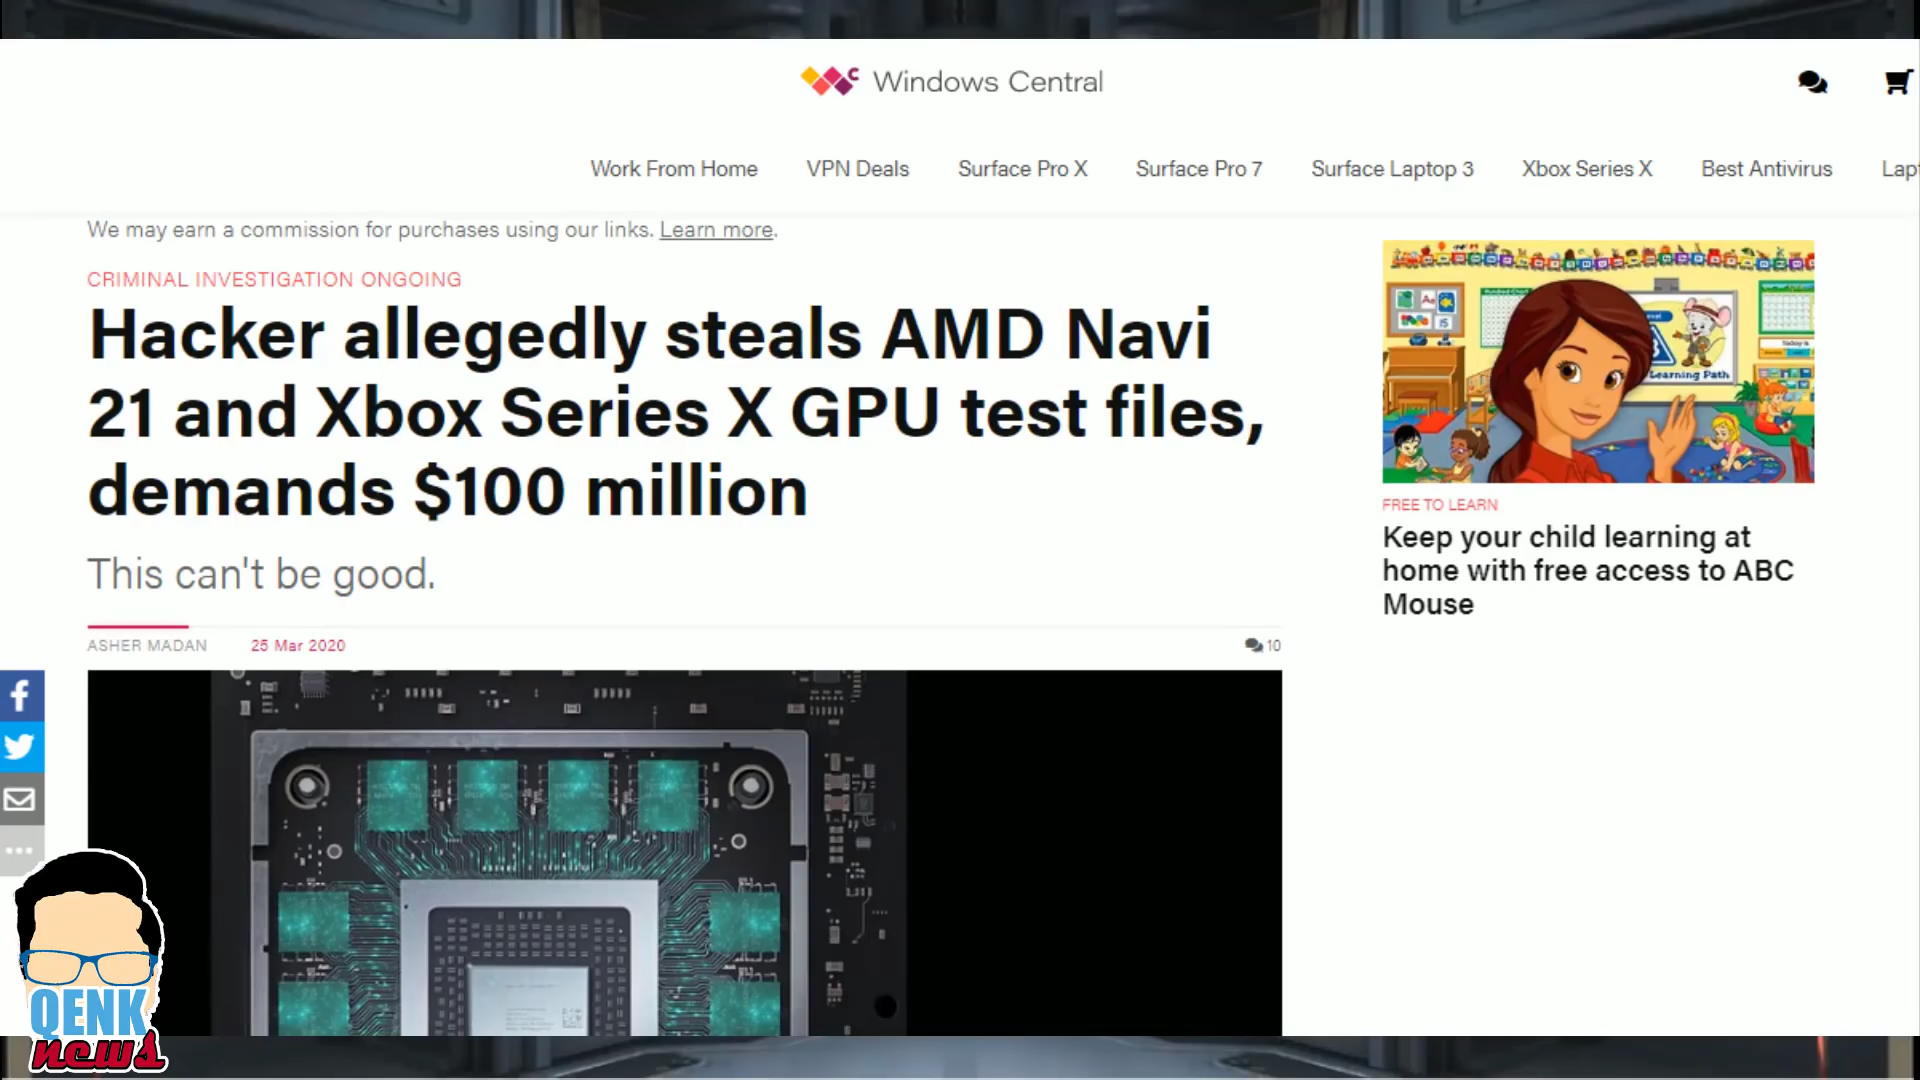 Windows Central
Work From Home VPN Deals Surface Pro X Surface Pro 7 Surface Laptop 3 Xbox Series X Best Antivirus Lapt
We may earn a commission for purchases using our links. Learn more.
CRIMINAL INVESTIGATION ONGOING
Hacker allegedly steals AMD Navi
21 and Xbox Series X GPU test files,
demands $100 million
This can't be good.
ASHER MADAN 25 Mar 2020 10
Learning Path
FREE TO LEARN
Keep your child learning at
home with free access to ABC
Mouse
QENK
news